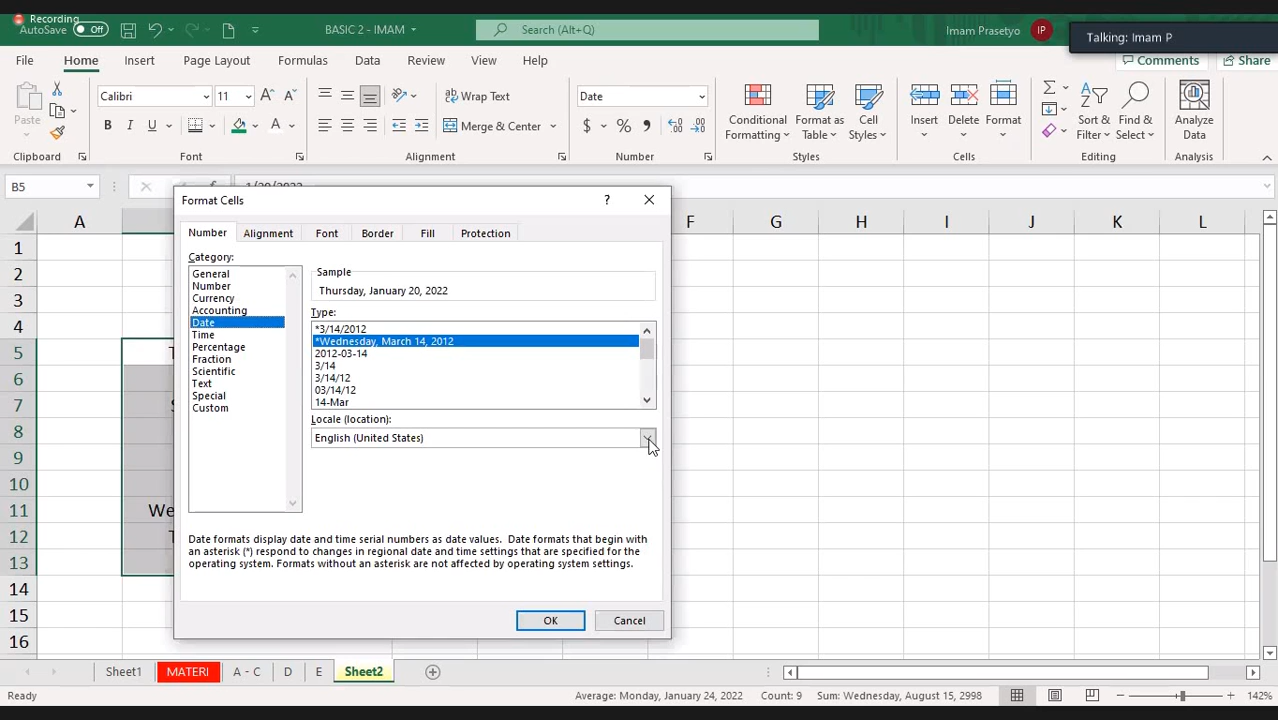 Recording
AutoSave Off
BASIC 2 - IMAM
Search (Alt+Q)
Imam Prasetyo IP
Talking: Imam P
File Home Insert Page Layout Formulas Data Review View Help
Comments Share
Paste
Calibri 11
B I U A
Wrap Text
Merge & Center
Date
$ % ,
Conditional Formatting
Format as Table
Cell Styles
Insert Delete Format
Sort & Filter
Find & Select
Analyze Data
Clipboard Font Alignment Number Styles Cells Editing Analysis
B5
Format Cells ?
A F G H I J K L
Number Alignment Font Border Fill Protection
1
2
3
4
5
6
7
8
9
10
11 We
12
13
14
15
16
Category:
General
Number
Currency
Accounting
Date
Time
Percentage
Fraction
Scientific
Text
Special
Custom
Sample
Thursday, January 20, 2022
Type:
*3/14/2012
*Wednesday, March 14, 2012
2012-03-14
3/14
3/14/12
03/14/12
14-Mar
Locale (location):
English (United States)
Date formats display date and time serial numbers as date values. Date formats that begin with
an asterisk (*) respond to changes in regional date and time settings that are specified for the
operating system. Formats without an asterisk are not affected by operating system settings.
OK Cancel
Sheet1 MATERI A - C D E Sheet2
Ready
Average: Monday, January 24, 2022 Count: 9 Sum: Wednesday, August 15, 2998
142%